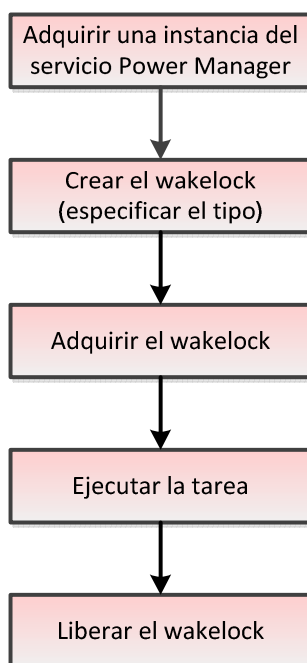 Adquirir una instancia del
servicio Power Manager
Crear el wakelock
(especificar el tipo)
Adquirir el wakelock
Ejecutar la tarea
Liberar el wakelock